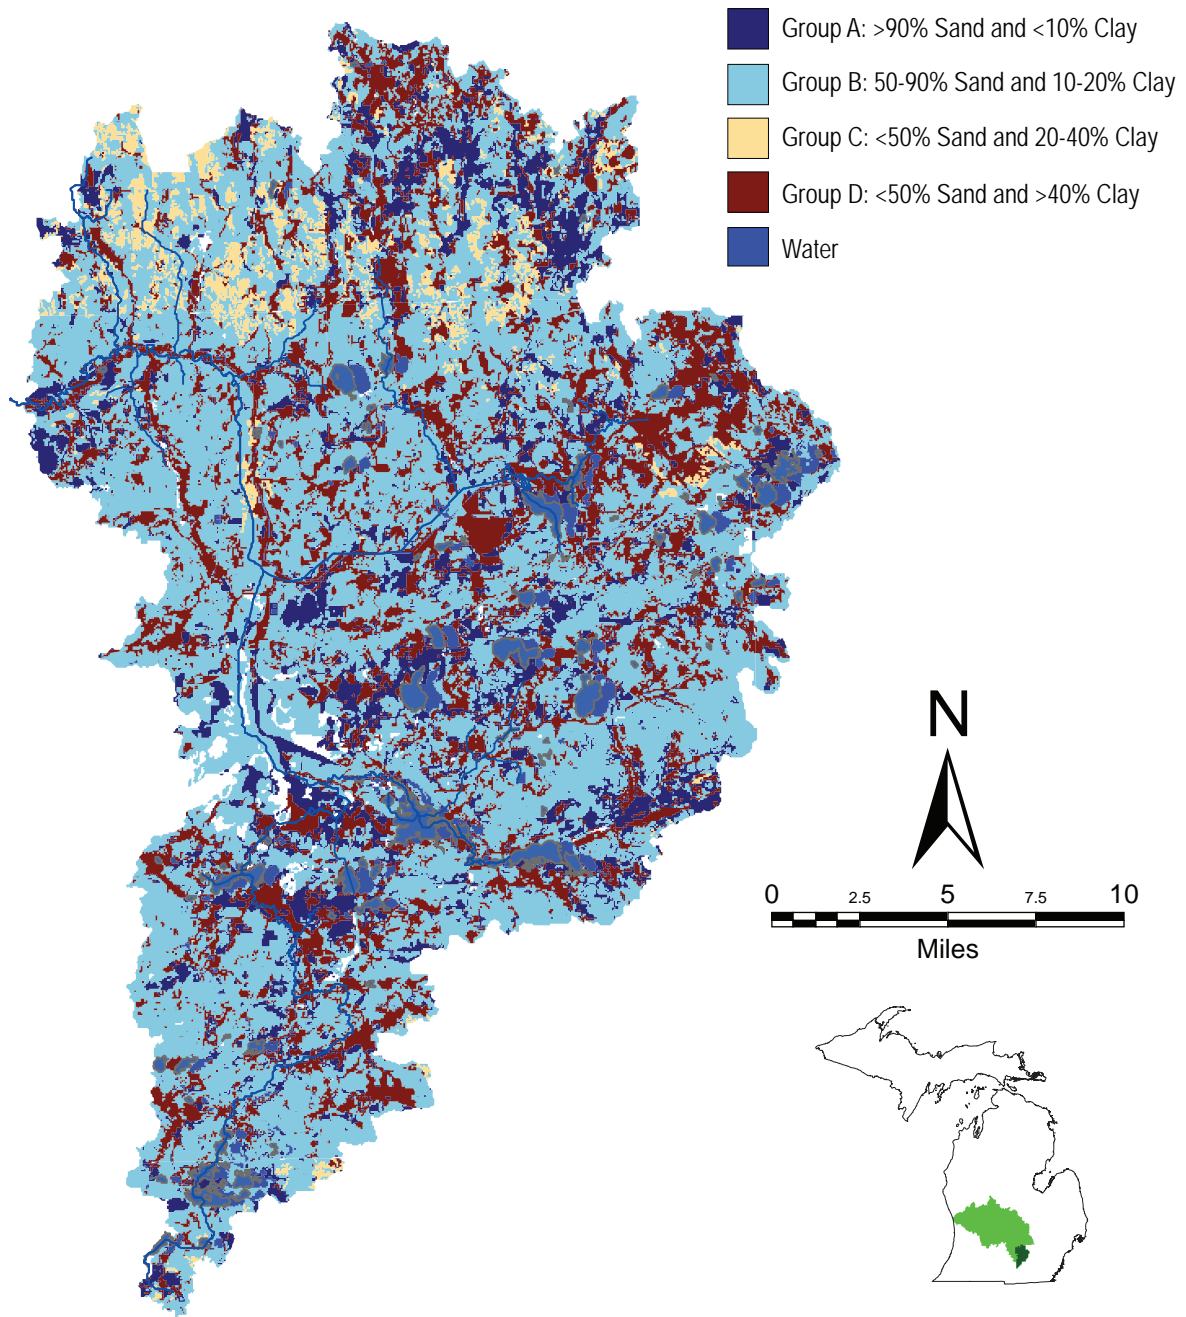 Group A: >90% Sand and <10% Clay
Group B: 50-90% Sand and 10-20% Clay
Group C: <50% Sand and 20-40% Clay
Group D: <50% Sand and >40% Clay
Water
N
0 2.5 5 7.5 10
Miles